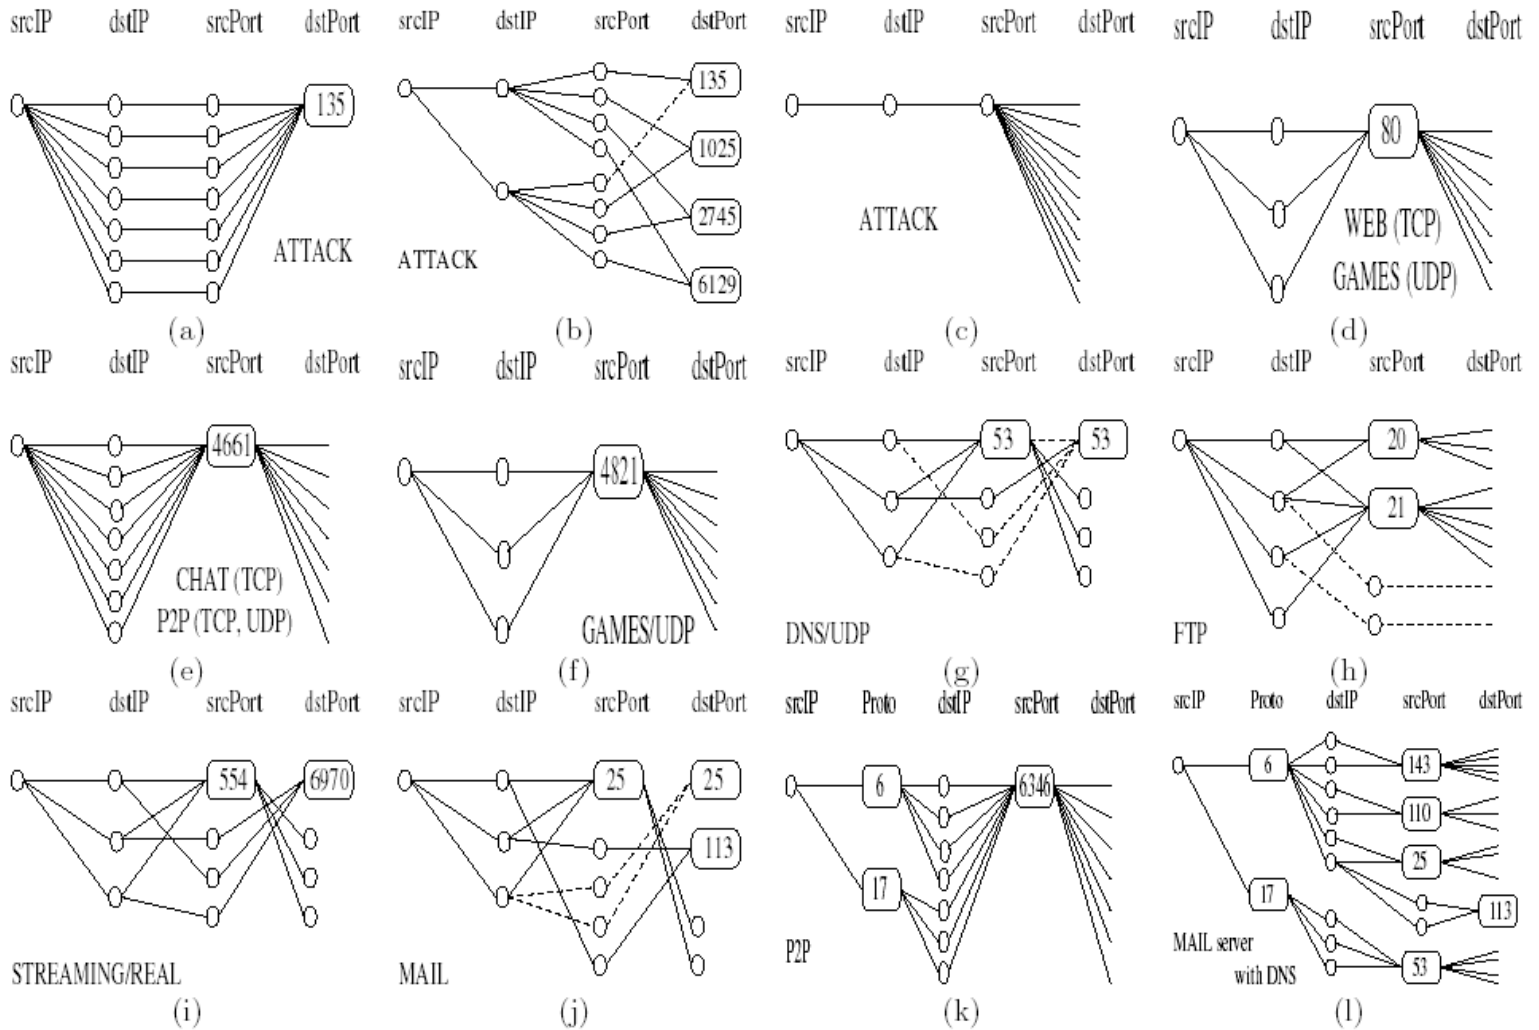 srcIP dstIP srcPort dstPort
135
ATTACK
(a)
srcIP dstIP srcPort dstPort
135
1025
2745
6129
ATTACK
(b)
srcIP dstIP srcPort dstPort
ATTACK
(c)
srcIP dstIP srcPort dstPort
80
WEB (TCP)
GAMES (UDP)
(d)
srcIP dstIP srcPort dstPort
4661
CHAT (TCP)
P2P (TCP, UDP)
(e)
srcIP dstIP srcPort dstPort
4821
GAMES/UDP
(f)
srcIP dstIP srcPort dstPort
53 53
DNS/UDP
(g)
srcIP dstIP srcPort dstPort
20
21
FTP
(h)
srcIP dstIP srcPort dstPort
554 6970
STREAMING/REAL
(i)
srcIP dstIP srcPort dstPort
25 25
113
MAIL
(j)
srcIP Proto dstIP srcPort dstPort
6 6346
17
P2P
(k)
srcIP Proto dstIP srcPort dstPort
6 143
110
25
17
113
MAIL server
with DNS
53
(l)